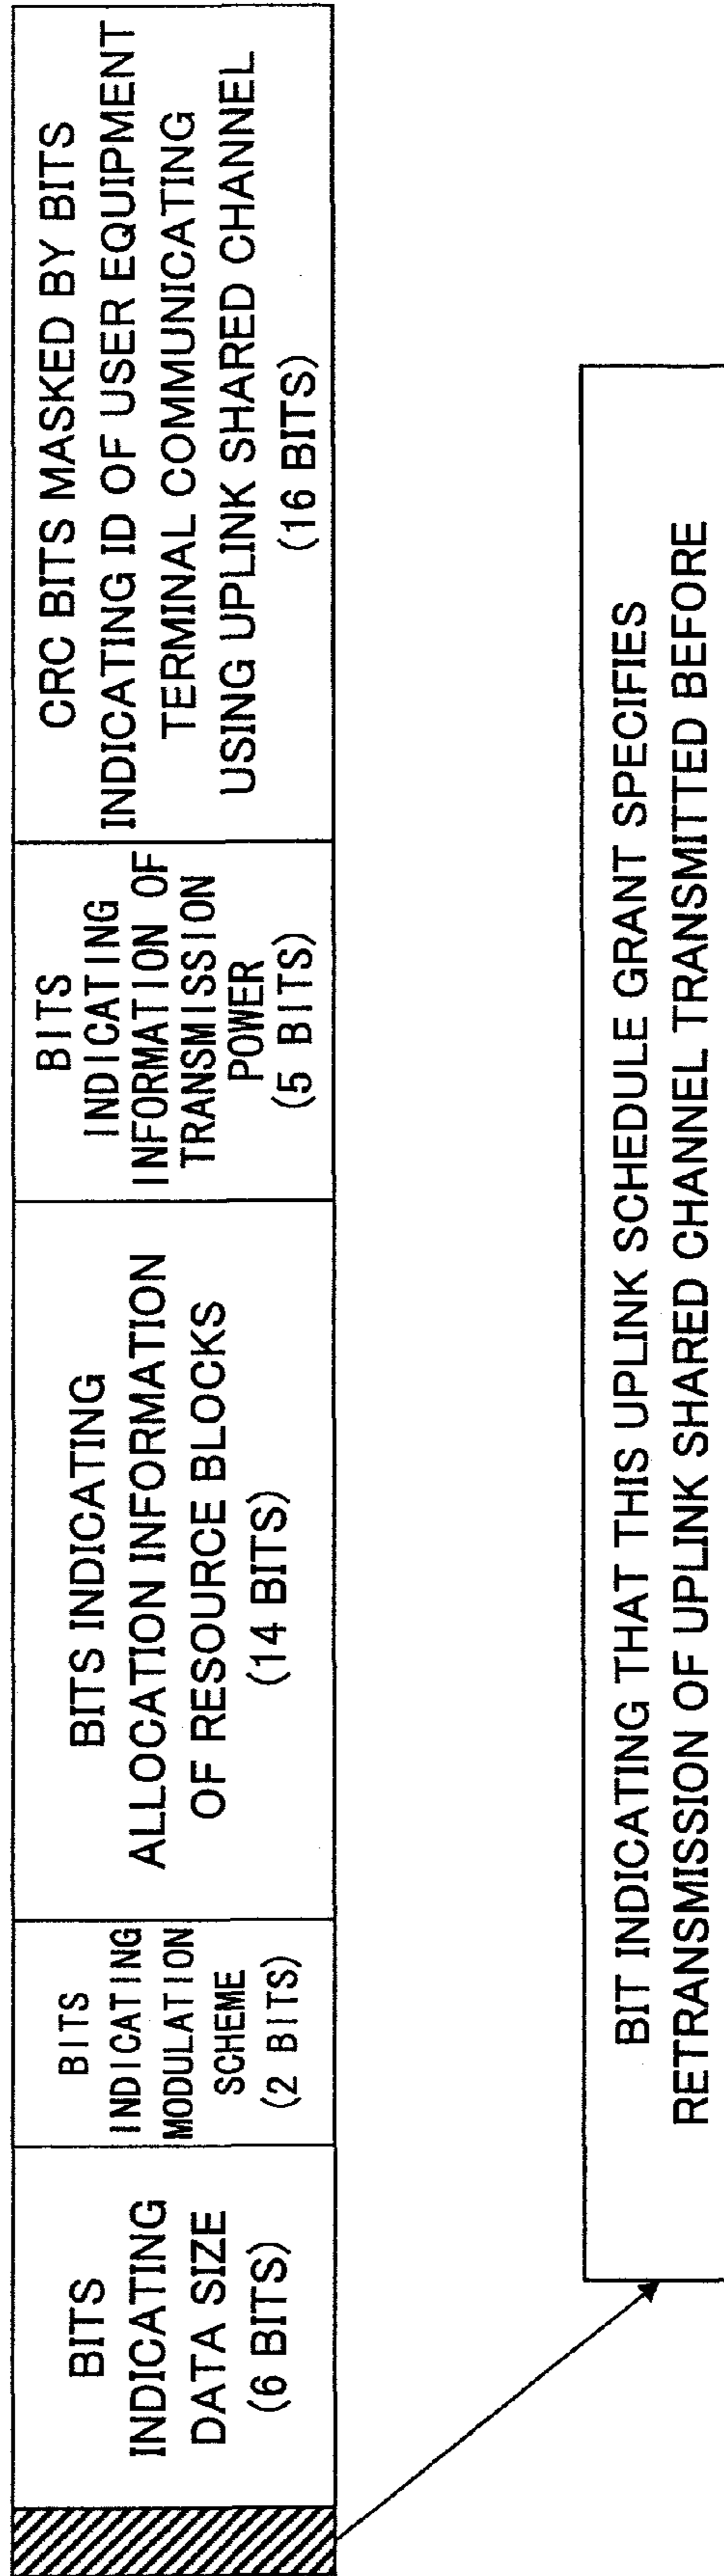 BITS
INDICATING
DATA SIZE
(6 BITS)
BITS
INDICATING
MODULATION
SCHEME
(2 BITS)
BITS INDICATING
ALLOCATION INFORMATION
OF RESOURCE BLOCKS
(14 BITS)
BITS
INDICATING
INFORMATION OF
TRANSMISSION
POWER
(5 BITS)
CRC BITS MASKED BY BITS
INDICATING ID OF USER EQUIPMENT
TERMINAL COMMUNICATING
USING UPLINK SHARED CHANNEL
(16 BITS)
BIT INDICATING THAT THIS UPLINK SCHEDULE GRANT SPECIFIES
RETRANSMISSION OF UPLINK SHARED CHANNEL TRANSMITTED BEFORE